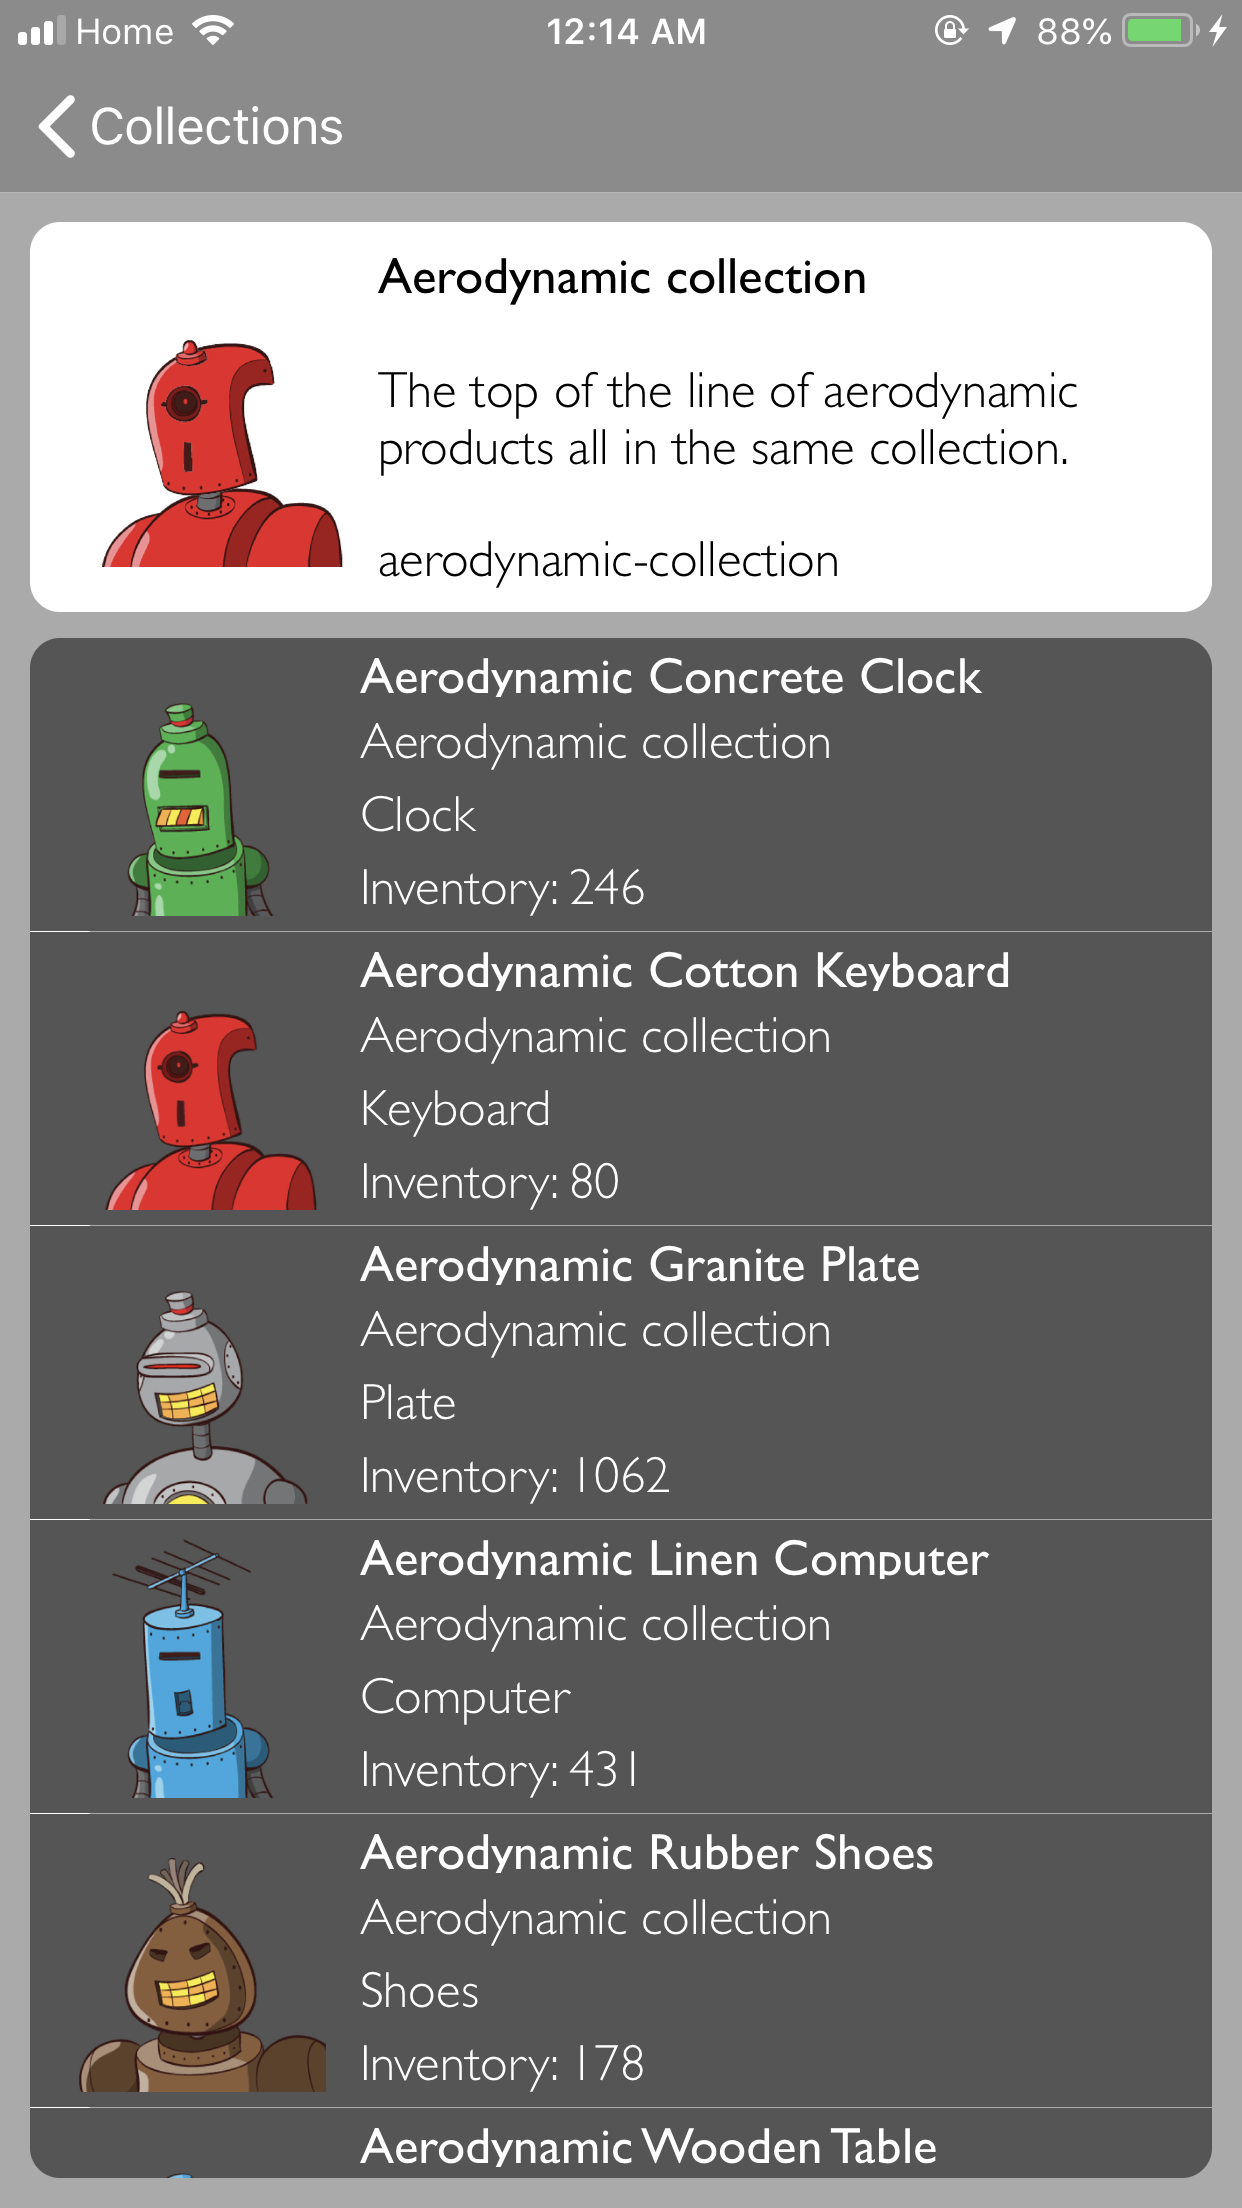 Home
12:14 AM
88%
Collections
Aerodynamic collection
The top of the line of aerodynamic
products all in the same collection.
aerodynamic-collection
Aerodynamic Concrete Clock
Aerodynamic collection
Clock
Inventory: 246
Aerodynamic Cotton Keyboard
Aerodynamic collection
Keyboard
Inventory: 80
Aerodynamic Granite Plate
Aerodynamic collection
Plate
Inventory: 1062
Aerodynamic Linen Computer
Aerodynamic collection
Computer
Inventory: 431
Aerodynamic Rubber Shoes
Aerodynamic collection
Shoes
Inventory: 178
Aerodynamic Wooden Table